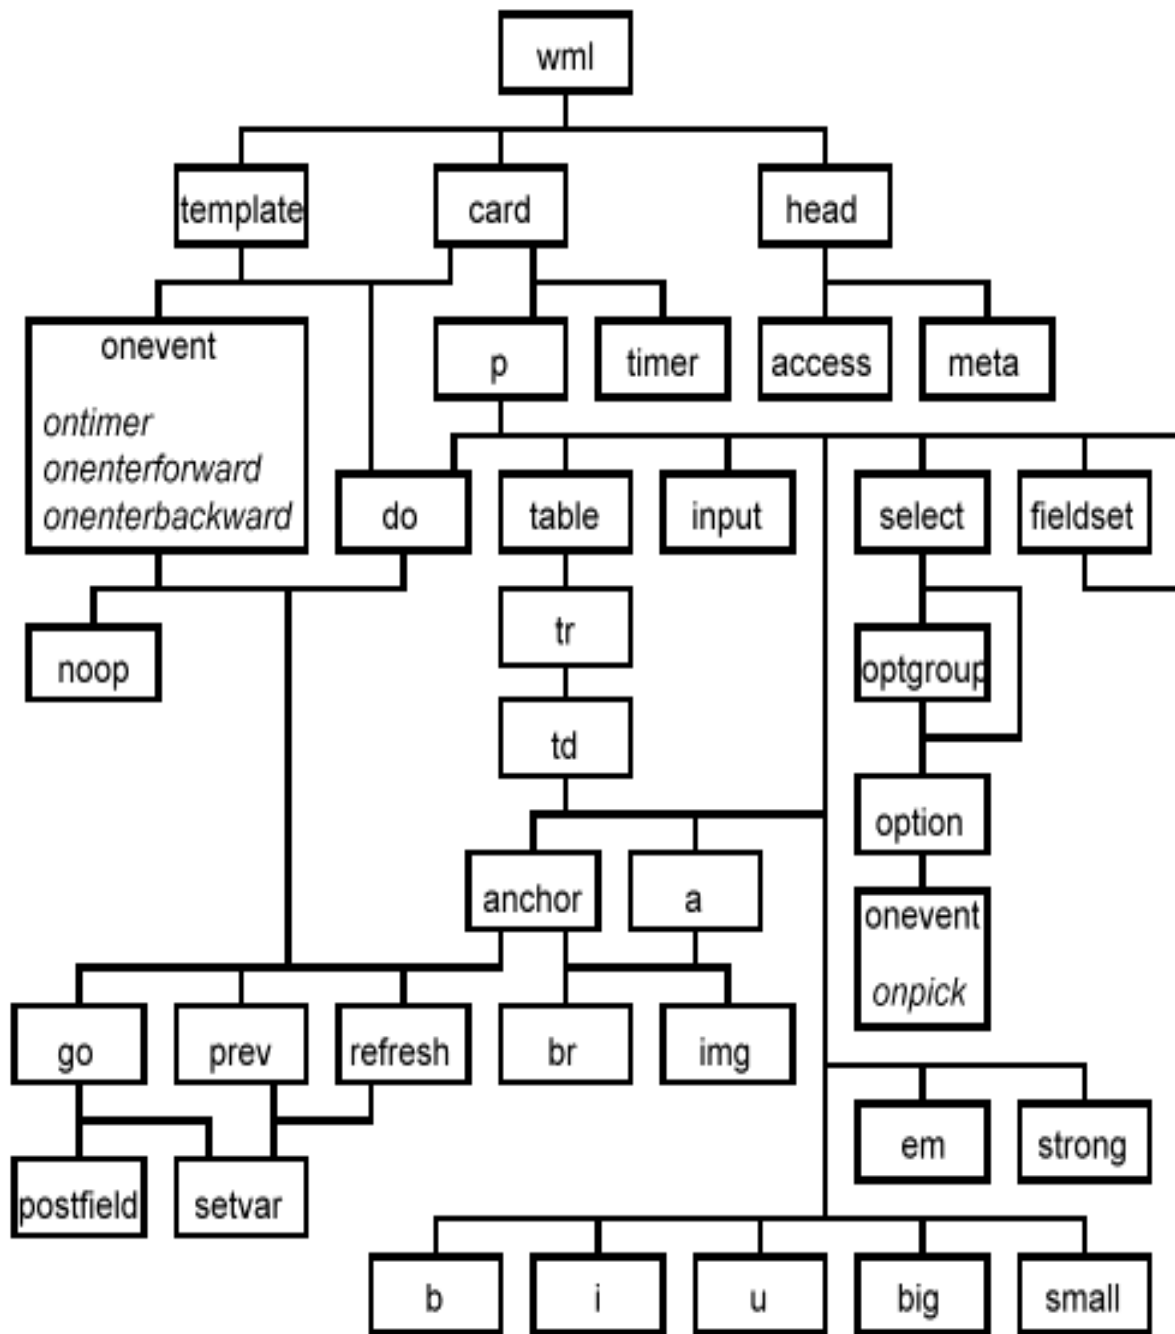 wml
template
card
head
onevent
p
timer
access
meta
ontimer
onenterforward
onenterbackward
do
table
input
select
fieldset
tr
noop
optgroup
td
option
anchor
a
onevent
onpick
go
prev
refresh
br
img
em
strong
postfield
setvar
b
i
u
big
small